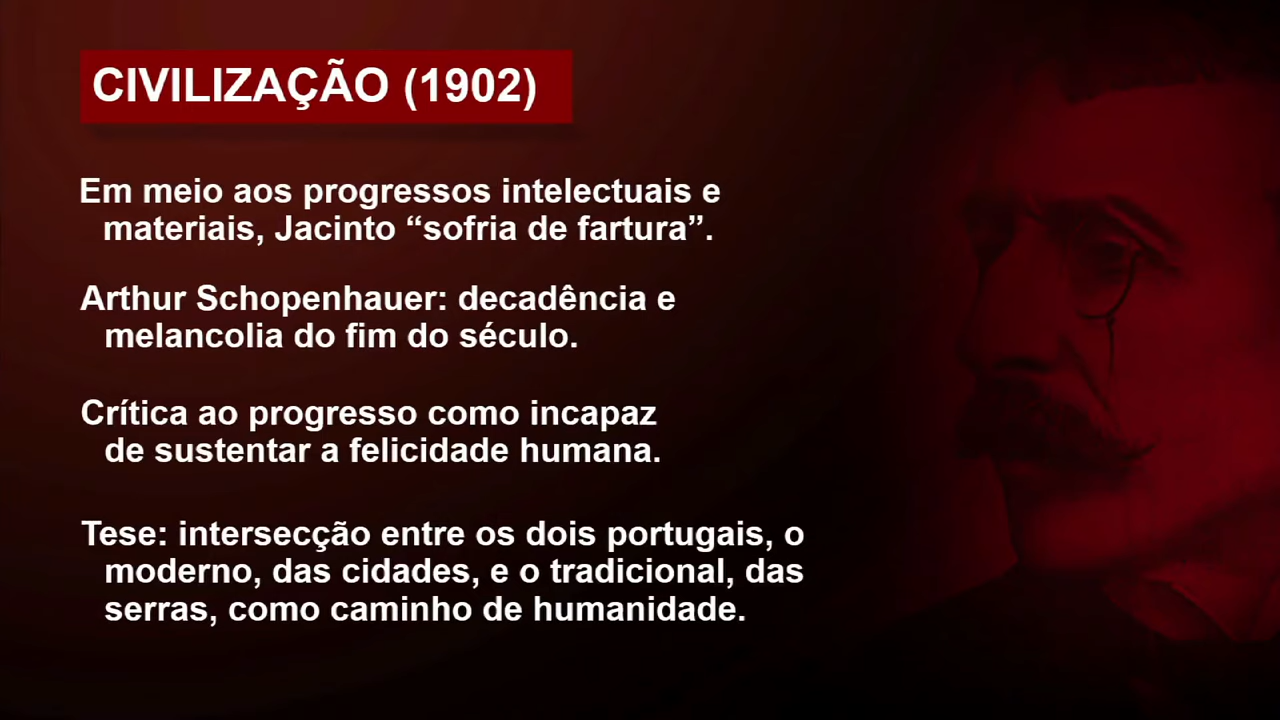 CIVILIZAÇÃO (1902)
Em meio aos progressos intelectuais e
materiais, Jacinto “sofria de fartura”.
Arthur Schopenhauer: decadência e
melancolia do fim do século.
Crítica ao progresso como incapaz
de sustentar a felicidade humana.
Tese: intersecção entre os dois portugais, o
moderno, das cidades, e o tradicional, das
serras, como caminho de humanidade.